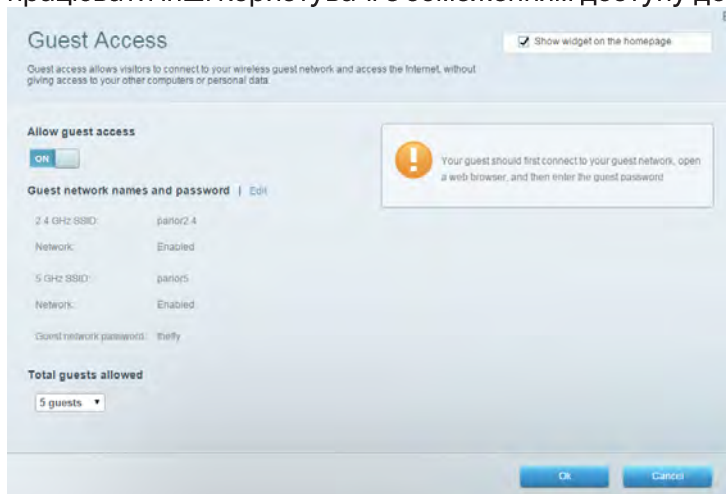 Guest Access
Show widget on the homepage
Guest access allows visitors to connect to your wireless guest network and access the Internet, without
giving access to your other computers or personal data.
Allow guest access
ON
Your guest should first connect to your guest network, open
a web browser, and then enter the guest password
Guest network names and password | Edit
2.4 GHz SSID:
parlor2.4
Network:
Enabled
5 GHz SSID:
parlor5
Network:
Enabled
Guest network password:
Total guests allowed
5 guests
Ok
Cancel